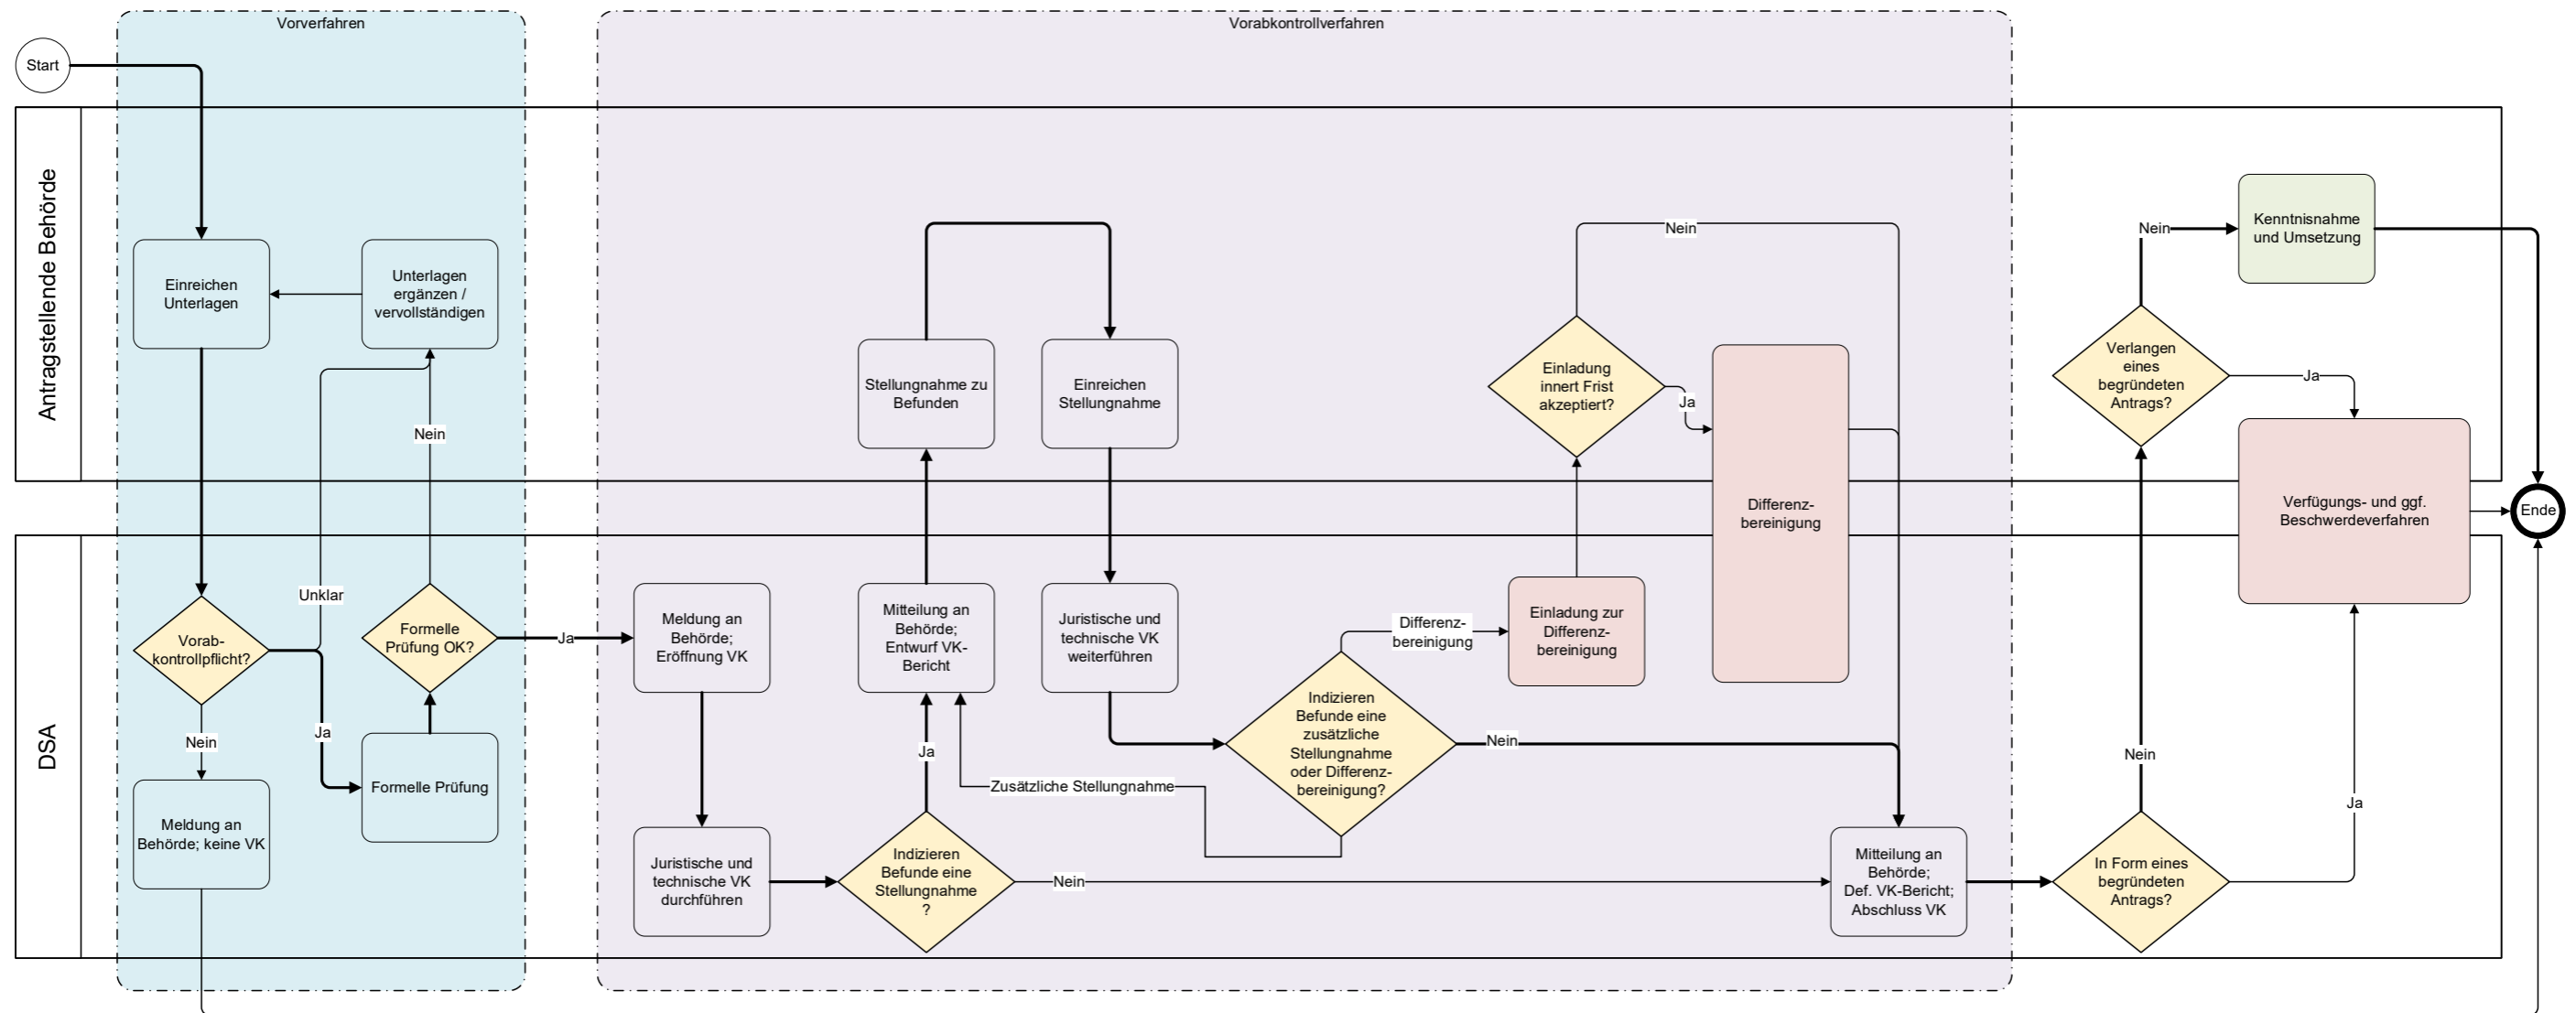 Vorverfahren
Vorabkontrollverfahren
Start
Antragstellende Behörde
Einreichen
Unterlagen
Unterlagen
ergänzen /
vervollständigen
Nein
Unklar
Stellungnahme zu
Befunden
Einreichen
Stellungnahme
Nein
Einladung
innert Frist
akzeptiert?
Ja
Differenz-
bereinigung
Nein
Kenntnisnahme
und Umsetzung
Verlangen
eines
begründeten
Antrags?
Ja
Verfügungs- und ggf.
Beschwerdeverfahren
Ende
DSA
Vorab-
kontrollpflicht?
Nein
Ja
Meldung an
Behörde; keine VK
Formelle
Prüfung OK?
Formelle Prüfung
Ja
Meldung an
Behörde;
Eröffnung VK
Juristische und
technische VK
durchführen
Mitteilung an
Behörde;
Entwurf VK-
Bericht
Ja
Indizieren
Befunde eine
Stellungnahme
?
Nein
Juristische und
technische VK
weiterführen
Zusätzliche Stellungnahme
Indizieren
Befunde eine
zusätzliche
Stellungnahme
oder Differenz-
bereinigung?
Differenz-
bereinigung
Nein
Einladung zur
Differenz-
bereinigung
Mitteilung an
Behörde;
Def. VK-Bericht;
Abschluss VK
Nein
In Form eines
begründeten
Antrags?
Ja